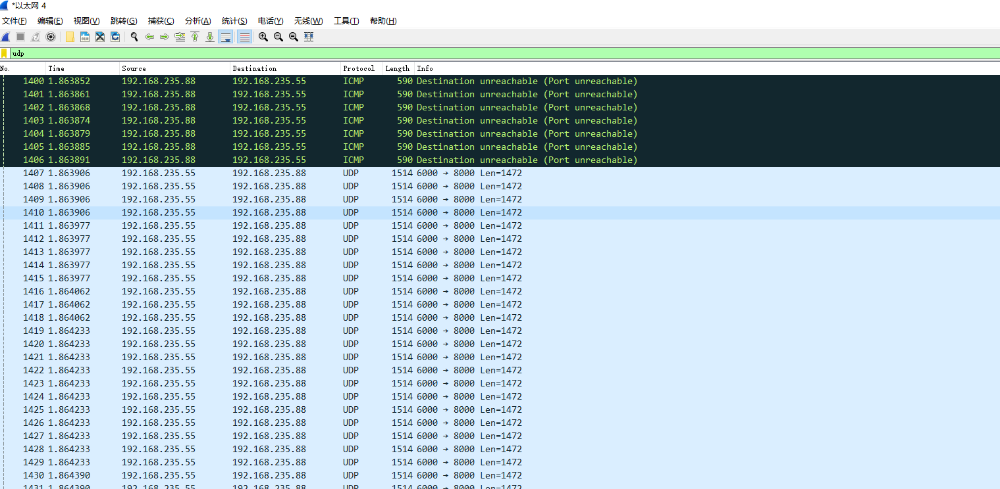 *以太网 4
文件(F) 编辑(E) 视图(V) 跳转(G) 捕获(C) 分析(A) 统计(S) 电话(Y) 无线(W) 工具(T) 帮助(H)
udp
No. Time Source Destination Protocol Length Info
1400 1.863852 192.168.235.88 192.168.235.55 ICMP 590 Destination unreachable (Port unreachable)
1401 1.863861 192.168.235.88 192.168.235.55 ICMP 590 Destination unreachable (Port unreachable)
1402 1.863868 192.168.235.88 192.168.235.55 ICMP 590 Destination unreachable (Port unreachable)
1403 1.863874 192.168.235.88 192.168.235.55 ICMP 590 Destination unreachable (Port unreachable)
1404 1.863879 192.168.235.88 192.168.235.55 ICMP 590 Destination unreachable (Port unreachable)
1405 1.863885 192.168.235.88 192.168.235.55 ICMP 590 Destination unreachable (Port unreachable)
1406 1.863891 192.168.235.88 192.168.235.55 ICMP 590 Destination unreachable (Port unreachable)
1407 1.863906 192.168.235.55 192.168.235.88 UDP 1514 6000 → 8000 Len=1472
1408 1.863906 192.168.235.55 192.168.235.88 UDP 1514 6000 → 8000 Len=1472
1409 1.863906 192.168.235.55 192.168.235.88 UDP 1514 6000 → 8000 Len=1472
1410 1.863906 192.168.235.55 192.168.235.88 UDP 1514 6000 → 8000 Len=1472
1411 1.863977 192.168.235.55 192.168.235.88 UDP 1514 6000 → 8000 Len=1472
1412 1.863977 192.168.235.55 192.168.235.88 UDP 1514 6000 → 8000 Len=1472
1413 1.863977 192.168.235.55 192.168.235.88 UDP 1514 6000 → 8000 Len=1472
1414 1.863977 192.168.235.55 192.168.235.88 UDP 1514 6000 → 8000 Len=1472
1415 1.863977 192.168.235.55 192.168.235.88 UDP 1514 6000 → 8000 Len=1472
1416 1.864062 192.168.235.55 192.168.235.88 UDP 1514 6000 → 8000 Len=1472
1417 1.864062 192.168.235.55 192.168.235.88 UDP 1514 6000 → 8000 Len=1472
1418 1.864062 192.168.235.55 192.168.235.88 UDP 1514 6000 → 8000 Len=1472
1419 1.864233 192.168.235.55 192.168.235.88 UDP 1514 6000 → 8000 Len=1472
1420 1.864233 192.168.235.55 192.168.235.88 UDP 1514 6000 → 8000 Len=1472
1421 1.864233 192.168.235.55 192.168.235.88 UDP 1514 6000 → 8000 Len=1472
1422 1.864233 192.168.235.55 192.168.235.88 UDP 1514 6000 → 8000 Len=1472
1423 1.864233 192.168.235.55 192.168.235.88 UDP 1514 6000 → 8000 Len=1472
1424 1.864233 192.168.235.55 192.168.235.88 UDP 1514 6000 → 8000 Len=1472
1425 1.864233 192.168.235.55 192.168.235.88 UDP 1514 6000 → 8000 Len=1472
1426 1.864233 192.168.235.55 192.168.235.88 UDP 1514 6000 → 8000 Len=1472
1427 1.864233 192.168.235.55 192.168.235.88 UDP 1514 6000 → 8000 Len=1472
1428 1.864233 192.168.235.55 192.168.235.88 UDP 1514 6000 → 8000 Len=1472
1429 1.864233 192.168.235.55 192.168.235.88 UDP 1514 6000 → 8000 Len=1472
1430 1.864390 192.168.235.55 192.168.235.88 UDP 1514 6000 → 8000 Len=1472
1431 1.864390 192.168.235.55 192.168.235.88 UDP 1514 6000 → 8000 Len=1472